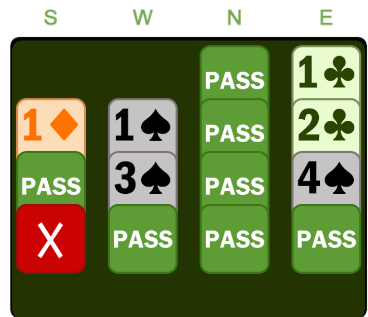 S W N E
PASS 1♣
1♦ 1♠ PASS 2♣
PASS 3♠ PASS 4♠
X PASS PASS PASS